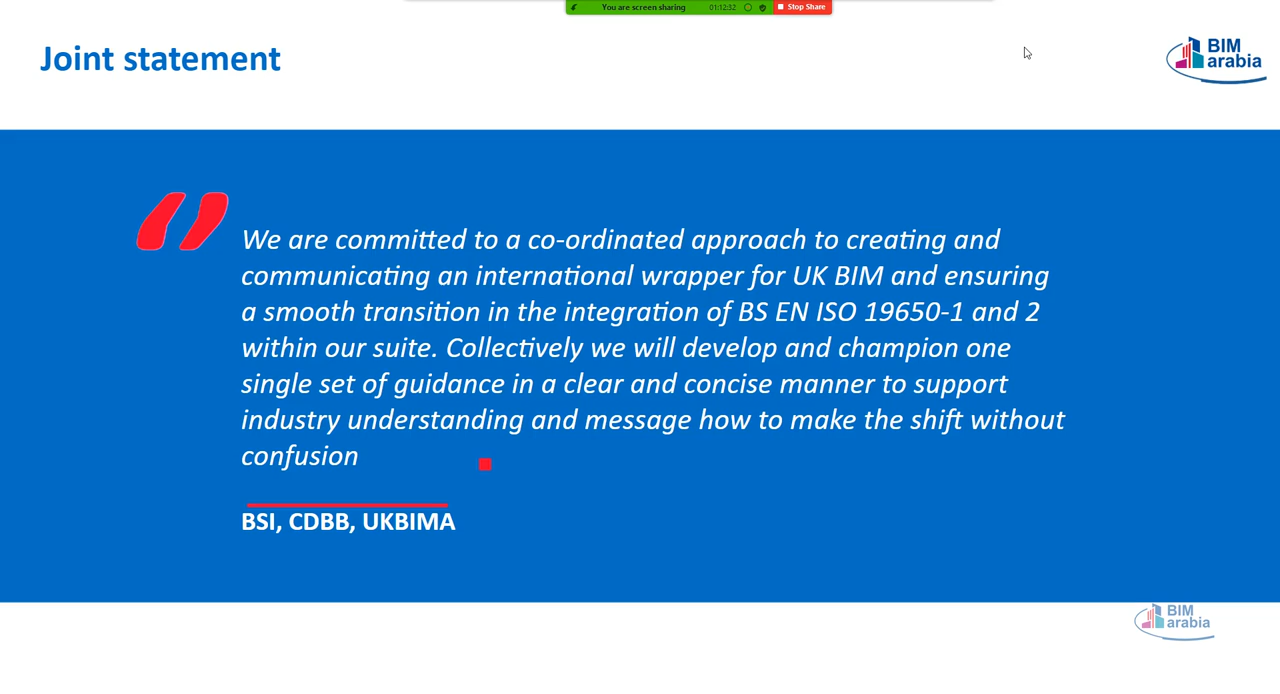 You are screen sharing 01:12:32 Stop Share
Joint statement
BIM
arabia
We are committed to a co-ordinated approach to creating and
communicating an international wrapper for UK BIM and ensuring
a smooth transition in the integration of BS EN ISO 19650-1 and 2
within our suite. Collectively we will develop and champion one
single set of guidance in a clear and concise manner to support
industry understanding and message how to make the shift without
confusion
BSI, CDBB, UKBIMA
BIM
arabia